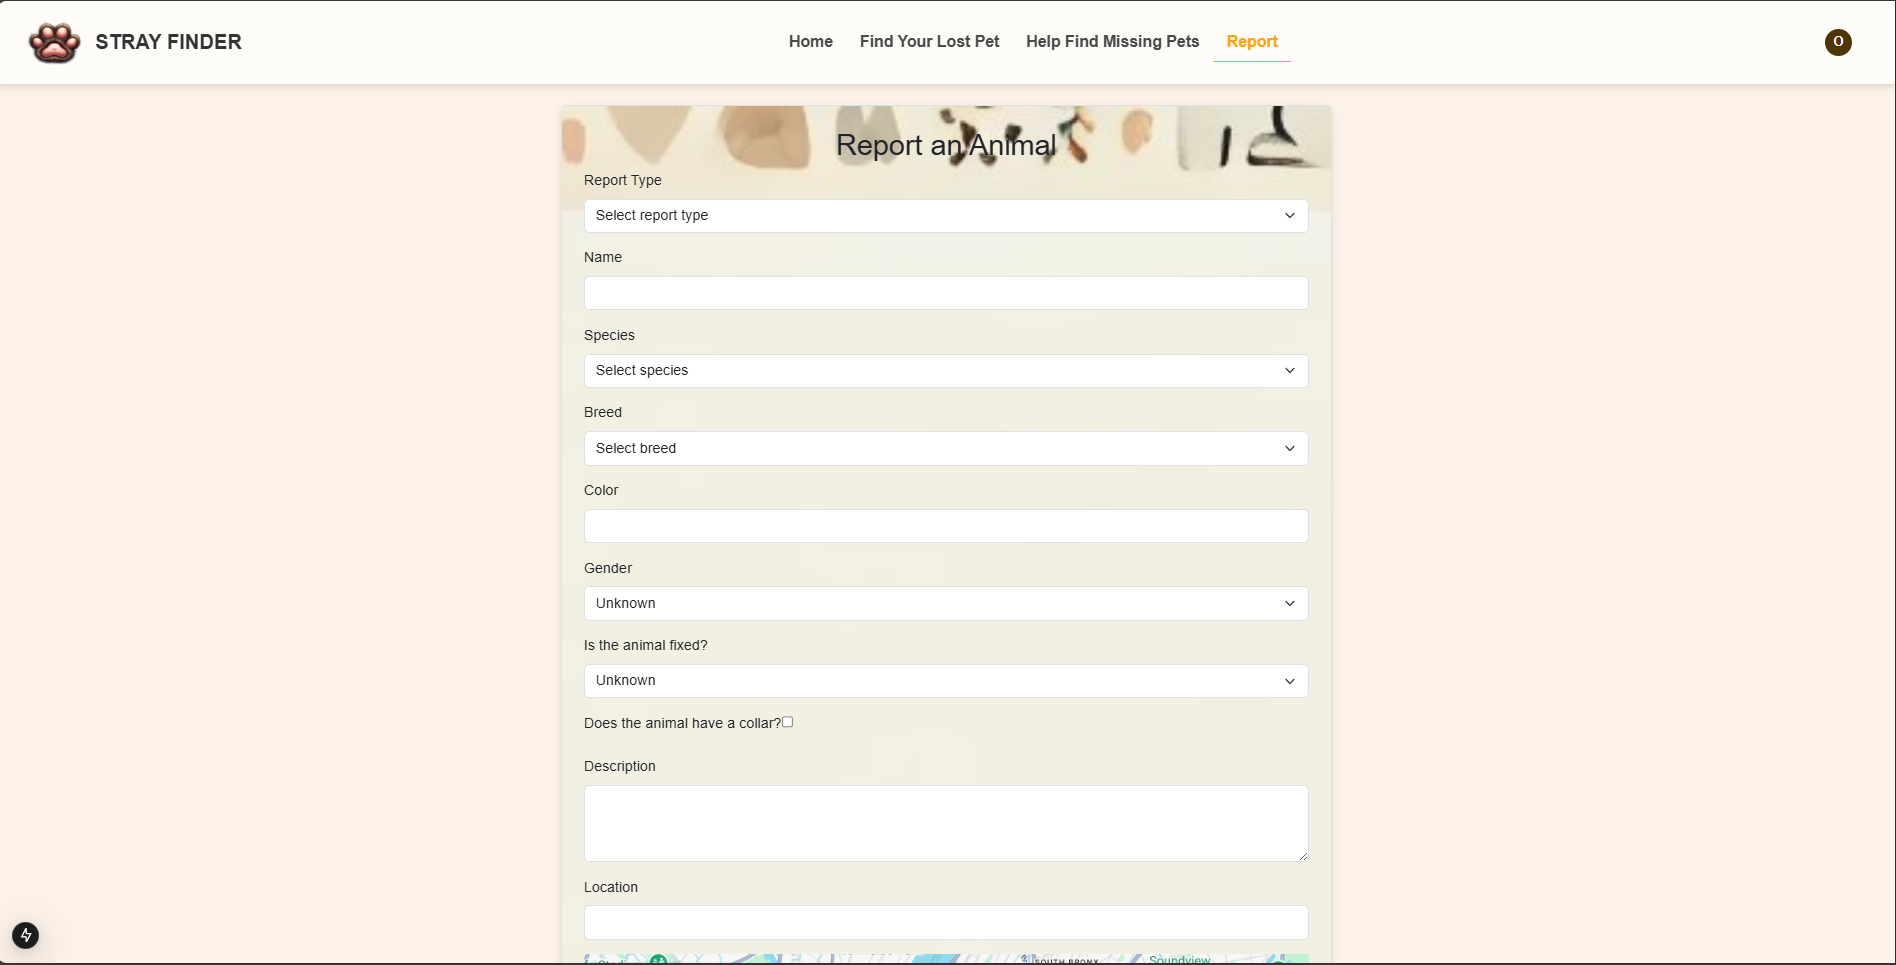 STRAY FINDER
Home Find Your Lost Pet Help Find Missing Pets Report
O
Report an Animal
Report Type
Select report type
Name
Species
Select species
Breed
Select breed
Color
Gender
Unknown
Is the animal fixed?
Unknown
Does the animal have a collar?
Description
Location
SOUTH BRONX
Soundview